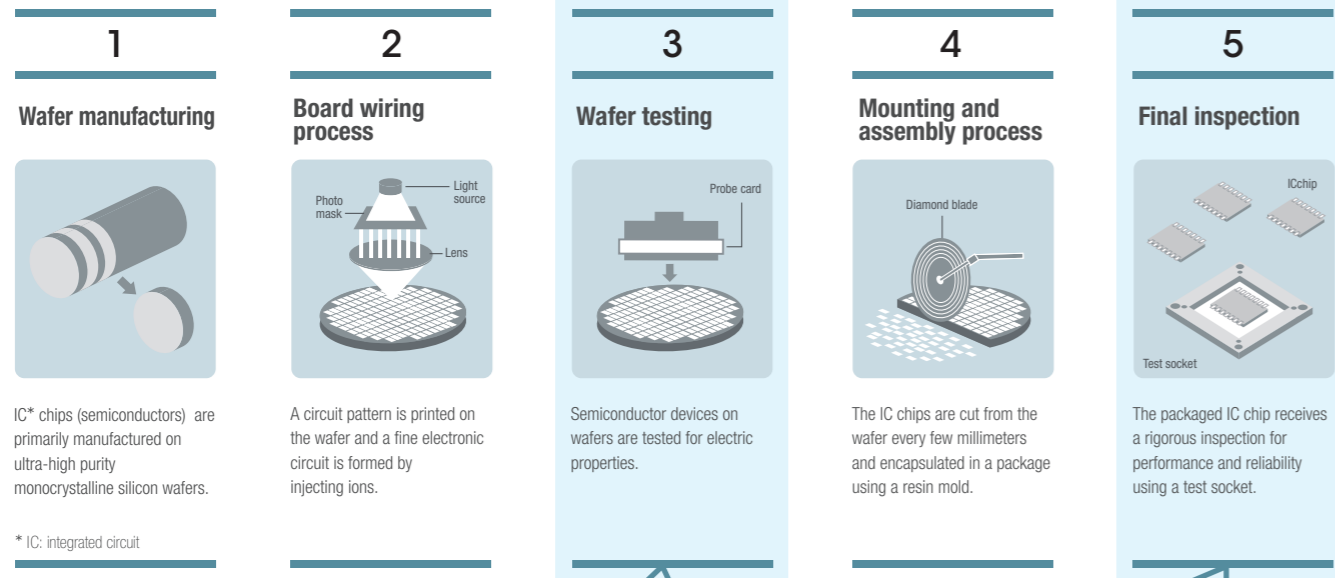 1
Wafer manufacturing
IC* chips (semiconductors) are
primarily manufactured on
ultra-high purity
monocrystalline silicon wafers.
* IC: integrated circuit
2
Board wiring
process
Light
source
Photo
mask
Lens
A circuit pattern is printed on
the wafer and a fine electronic
circuit is formed by
injecting ions.
3
Wafer testing
Probe card
Semiconductor devices on
wafers are tested for electric
properties.
4
Mounting and
assembly process
Diamond blade
The IC chips are cut from the
wafer every few millimeters
and encapsulated in a package
using a resin mold.
5
Final inspection
ICchip
Test socket
The packaged IC chip receives
a rigorous inspection for
performance and reliability
using a test socket.